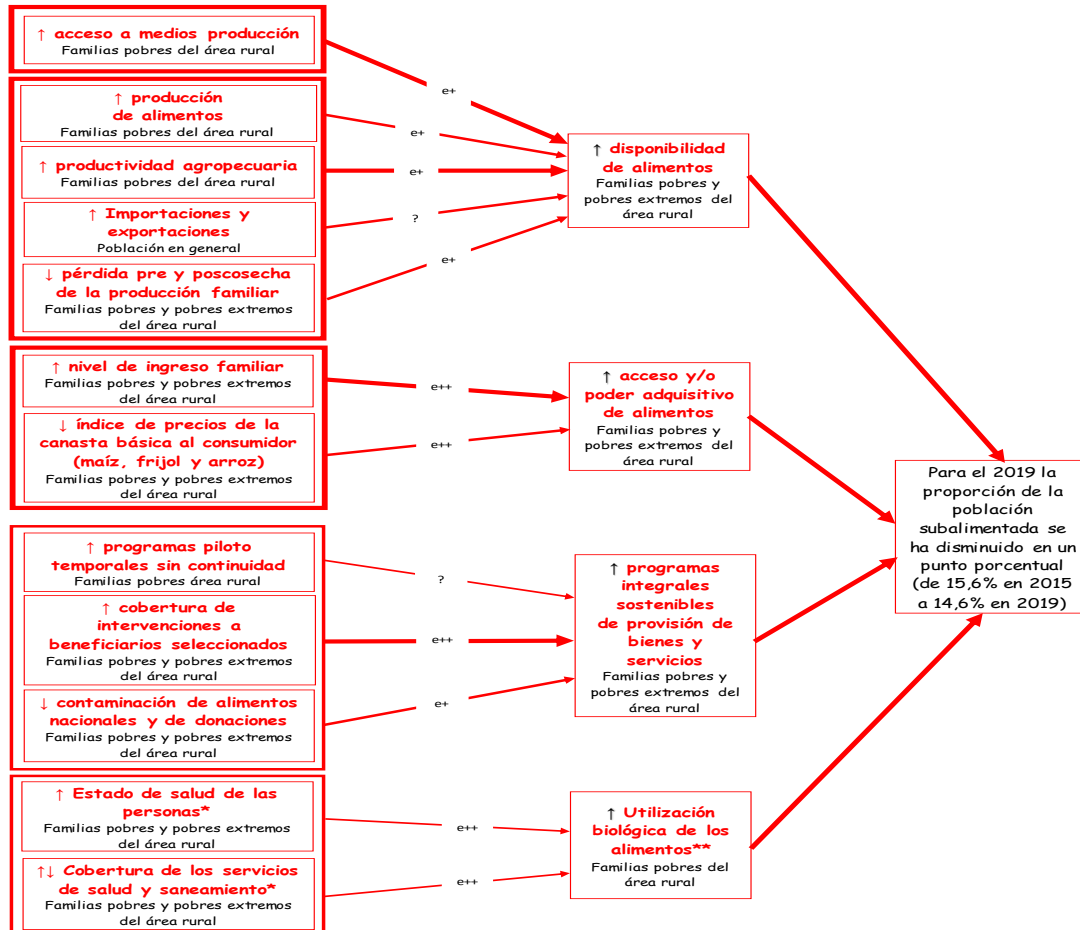 ↑ acceso a medios producción
Familias pobres del área rural
↑ producción
de alimentos
Familias pobres del área rural
↑ productividad agropecuaria
Familias pobres del área rural
↑ Importaciones y
exportaciones
Población en general
↓ pérdida pre y poscosecha
de la producción familiar
Familias pobres y pobres extremos
del área rural
e+
e+
e+
?
e+
↑ disponibilidad
de alimentos
Familias pobres y
pobres extremos del
área rural
↑ nivel de ingreso familiar
Familias pobres y pobres extremos
del área rural
↓ índice de precios de la
canasta básica al consumidor
(maíz, frijol y arroz)
Familias pobres y pobres extremos
del área rural
e++
e++
↑ acceso y/o
poder adquisitivo
de alimentos
Familias pobres y
pobres extremos del
área rural
↑ programas piloto
temporales sin continuidad
Familias pobres área rural
↑ cobertura de
intervenciones a
beneficiarios seleccionados
Familias pobres y pobres extremos
del área rural
↓ contaminación de alimentos
nacionales y de donaciones
Familias pobres y pobres extremos
del área rural
?
e++
e+
↑ programas
integrales
sostenibles
de provisión de
bienes y
servicios
Familias pobres y
pobres extremos del
área rural
↑ Estado de salud de las
personas*
Familias pobres y pobres extremos
del área rural
↑↓ Cobertura de los servicios
de salud y saneamiento*
Familias pobres y pobres extremos
del área rural
e++
e++
↑ Utilización
biológica de los
alimentos**
Familias pobres del
área rural
Para el 2019 la
proporción de la
población
subalimentada se
ha disminuido en un
punto porcentual
(de 15,6% en 2015
a 14,6% en 2019)